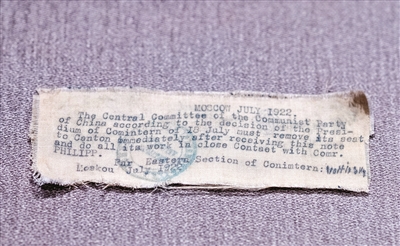 MOSCOW JULY 1922.
The Central Committee of the Communist Party
of China according to the decision of the Presi-
dium of Comintern of 18 July must remove its seat
to Canton immediately after receiving this note
and do all its work in close Contact with Comr.
PHILIPP.
Far Eastern Section of Conimtern:
Moskou July